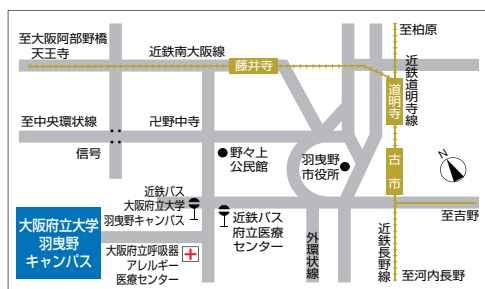 至大阪阿部野橋
天王寺
近鉄南大阪線
藤井寺
至柏原
近鉄道明寺線
道明寺
至中央環状線
卍野中寺
信号
野々上
公民館
羽曳野
市役所
古市
N
近鉄バス
大阪府立大学
羽曳野キャンパス
近鉄バス
府立医療
センター
至吉野
大阪府立大学
羽曳野
キャンパス
大阪府立呼吸器
アレルギー
医療センター
外環状線
近鉄長野線
至河内長野